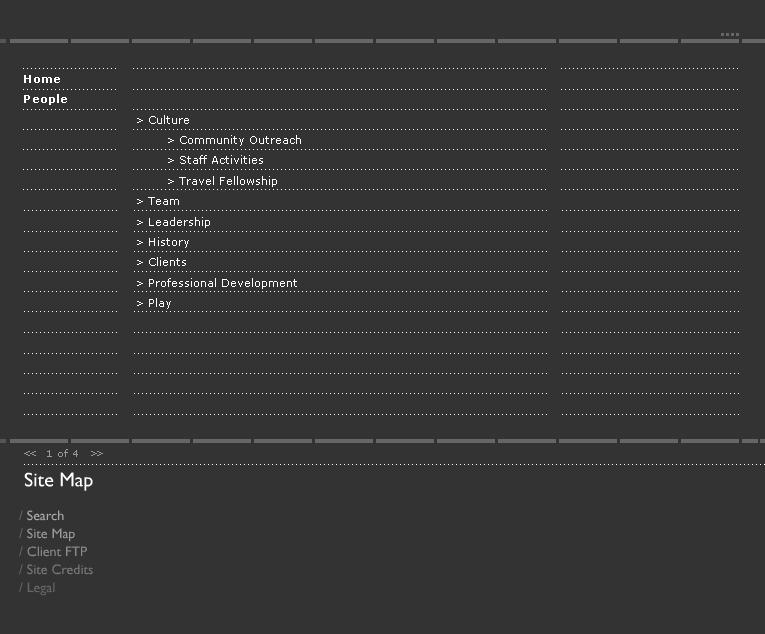 Home
People
> Culture
> Community Outreach
> Staff Activities
> Travel Fellowship
> Team
> Leadership
> History
> Clients
> Professional Development
> Play
<< 1 of 4 >>
Site Map
/ Search
/ Site Map
/ Client FTP
/ Site Credits
/ Legal